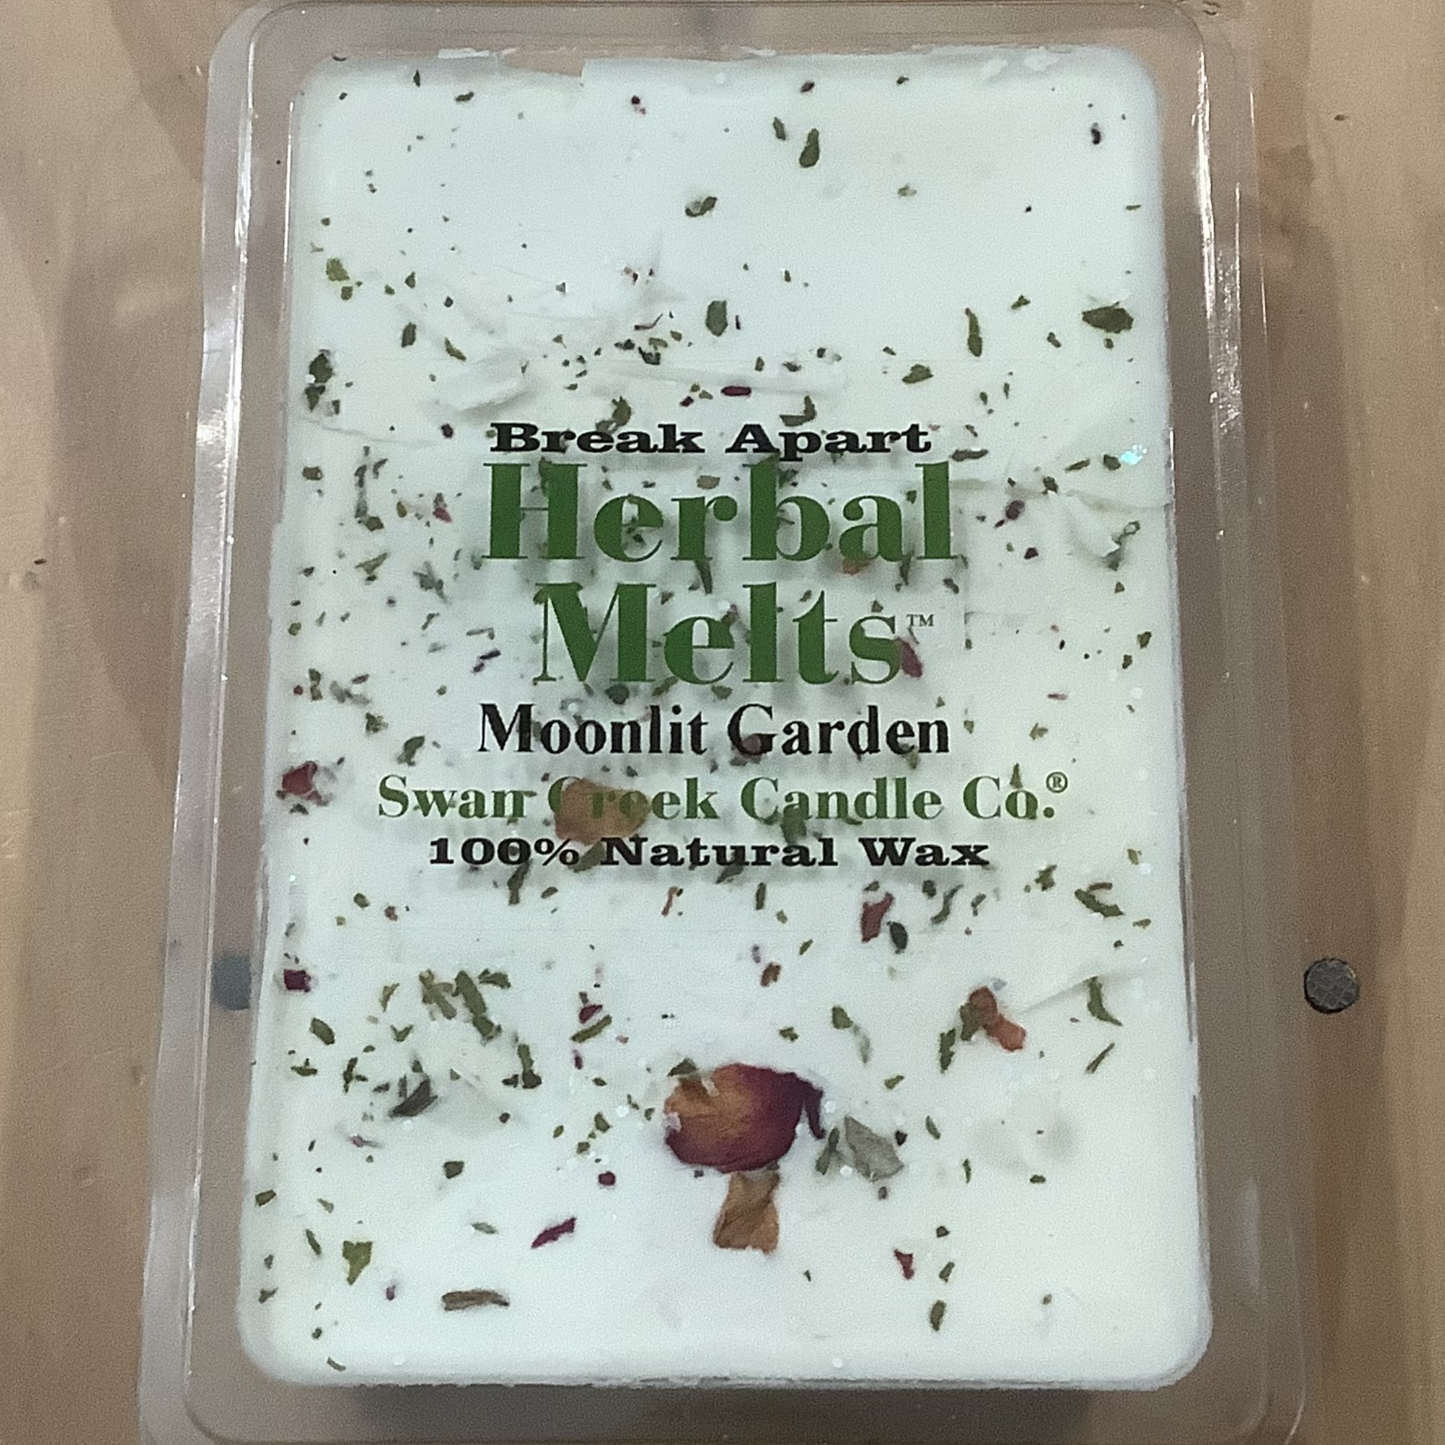 Break Apart
Herbal
Melts™
Moonlit Garden
Swan Creek Candle Co.®
100% Natural Wax